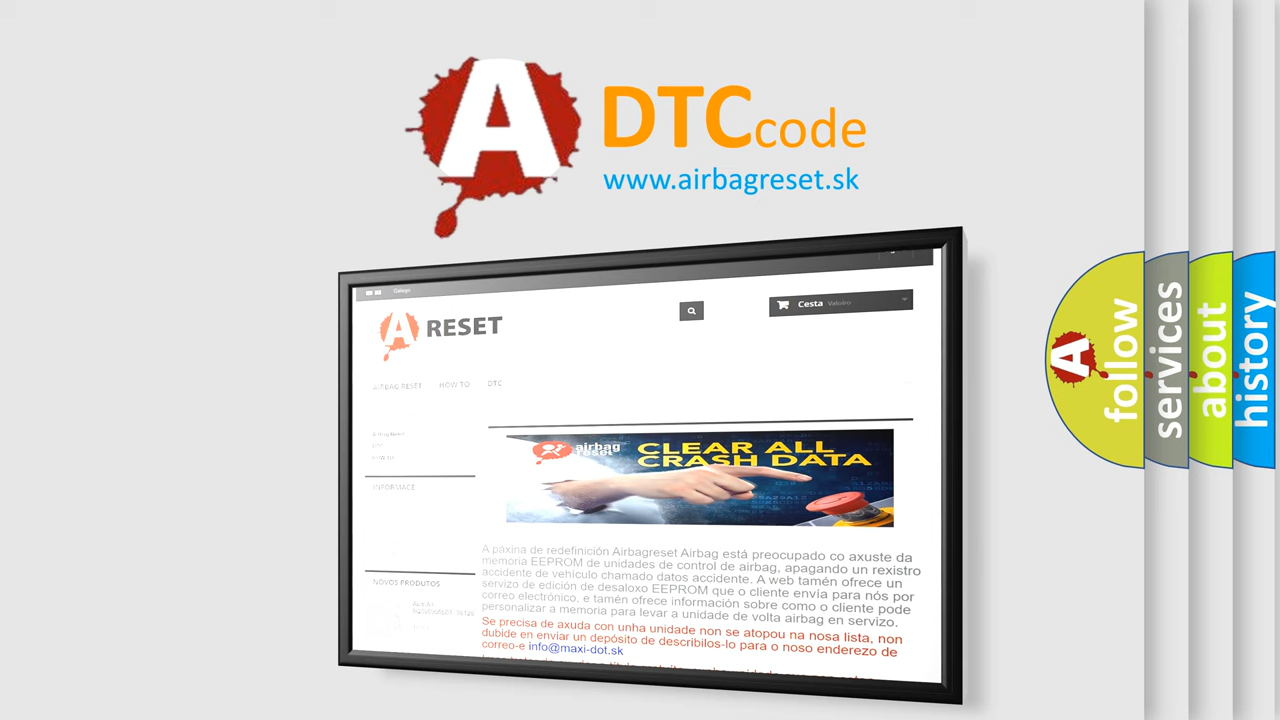 A
DTCcode
www.airbagreset.sk
Galego
A RESET
Cesta Valeiro
AIRBAG RESET HOW TO DTC
INFORMACE
NOVOS PRODUTOS
airbag
reset
CLEAR ALL
CRASH DATA
A páxina de redefinición Airbagreset Airbag está preocupado co axuste da
memoria EEPROM de unidades de control de airbag, apagando un rexistro
accidente de vehículo chamado datos accidente. A web tamén ofrece un
servizo de edición de desaloxo EEPROM que o cliente envía para nós por
correo electrónico, e tamén ofrece información sobre como o cliente pode
personalizar a memoria para levar a unidade de volta airbag en servizo.
Se precisa de axuda con unha unidade non se atopou na nosa lista, non
dubide en enviar un depósito de describilos-lo para o noso enderezo de
correo-e info@maxi-dot.sk
A
follow
services
about
history